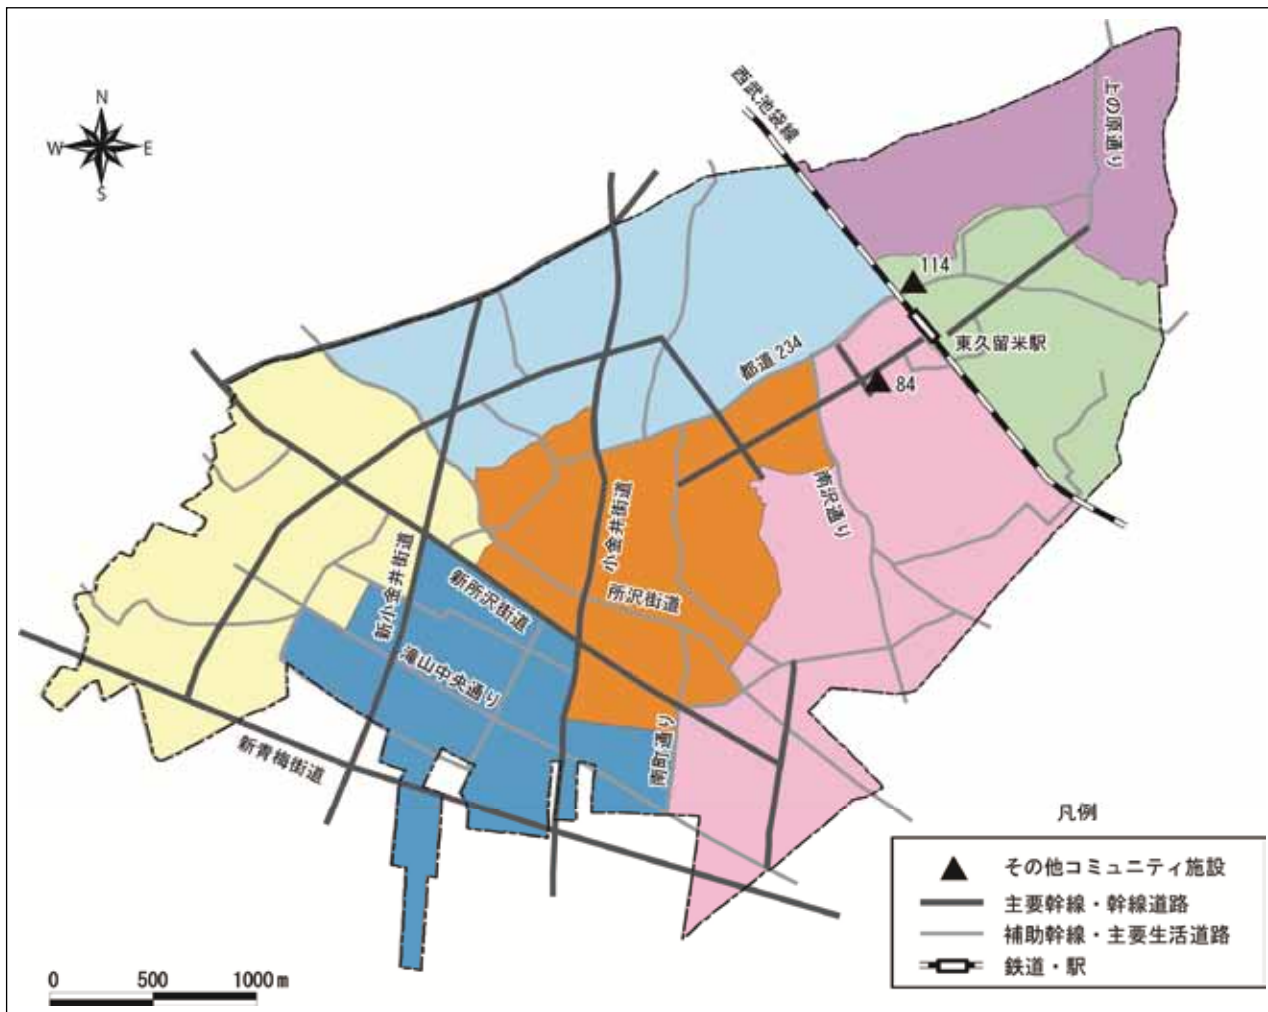 N
W
E
S
西武池袋線
上の原通り
114
東久留米駅
都道 234
84
南沢通り
小金井街道
新小金井街道
新所沢街道
所沢街道
滝山中央通り
南町通り
新青梅街道
凡例
その他コミュニティ施設
主要幹線・幹線道路
補助幹線・主要生活道路
鉄道・駅
0 500 1000m